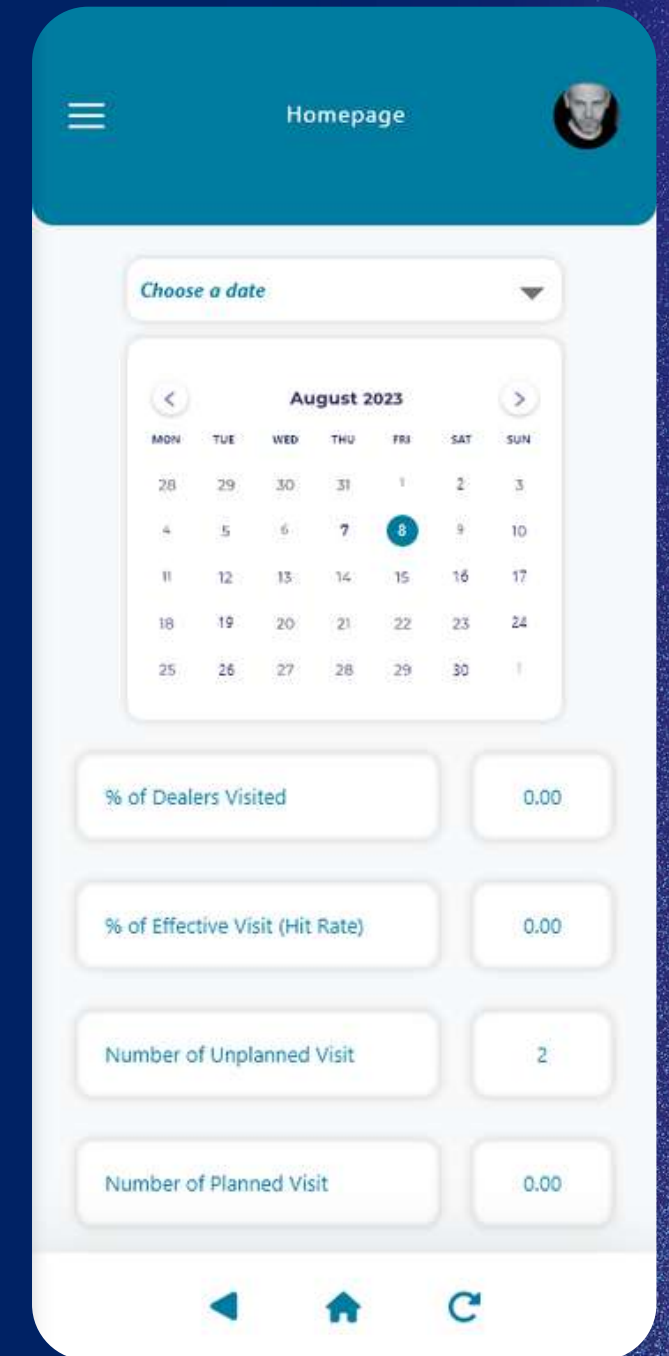 Homepage
Choose a date
August 2023
MON TUE WED THU FRI SAT SUN
28 29 30 31 1 2 3
4 5 6 7 8 9 10
11 12 13 14 15 16 17
18 19 20 21 22 23 24
25 26 27 28 29 30 1
% of Dealers Visited 0.00
% of Effective Visit (Hit Rate) 0.00
Number of Unplanned Visit 2
Number of Planned Visit 0.00